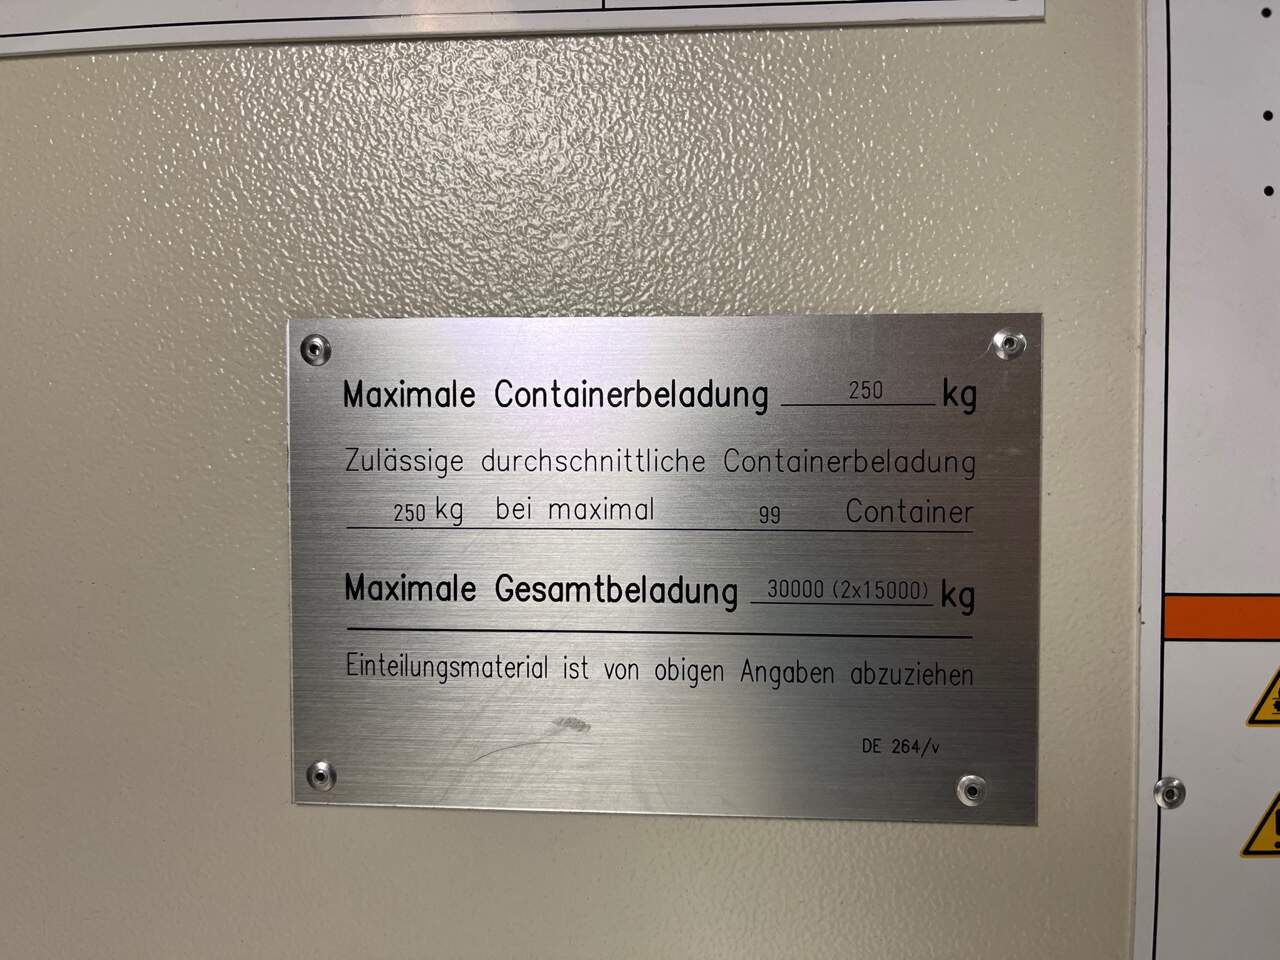 Maximale Containerbeladung 250 kg
Zulässige durchschnittliche Containerbeladung
250 kg bei maximal 99 Container
Maximale Gesamtbeladung 30000 (2x15000) kg
Einteilungsmaterial ist von obigen Angaben abzuziehen
DE 264/v